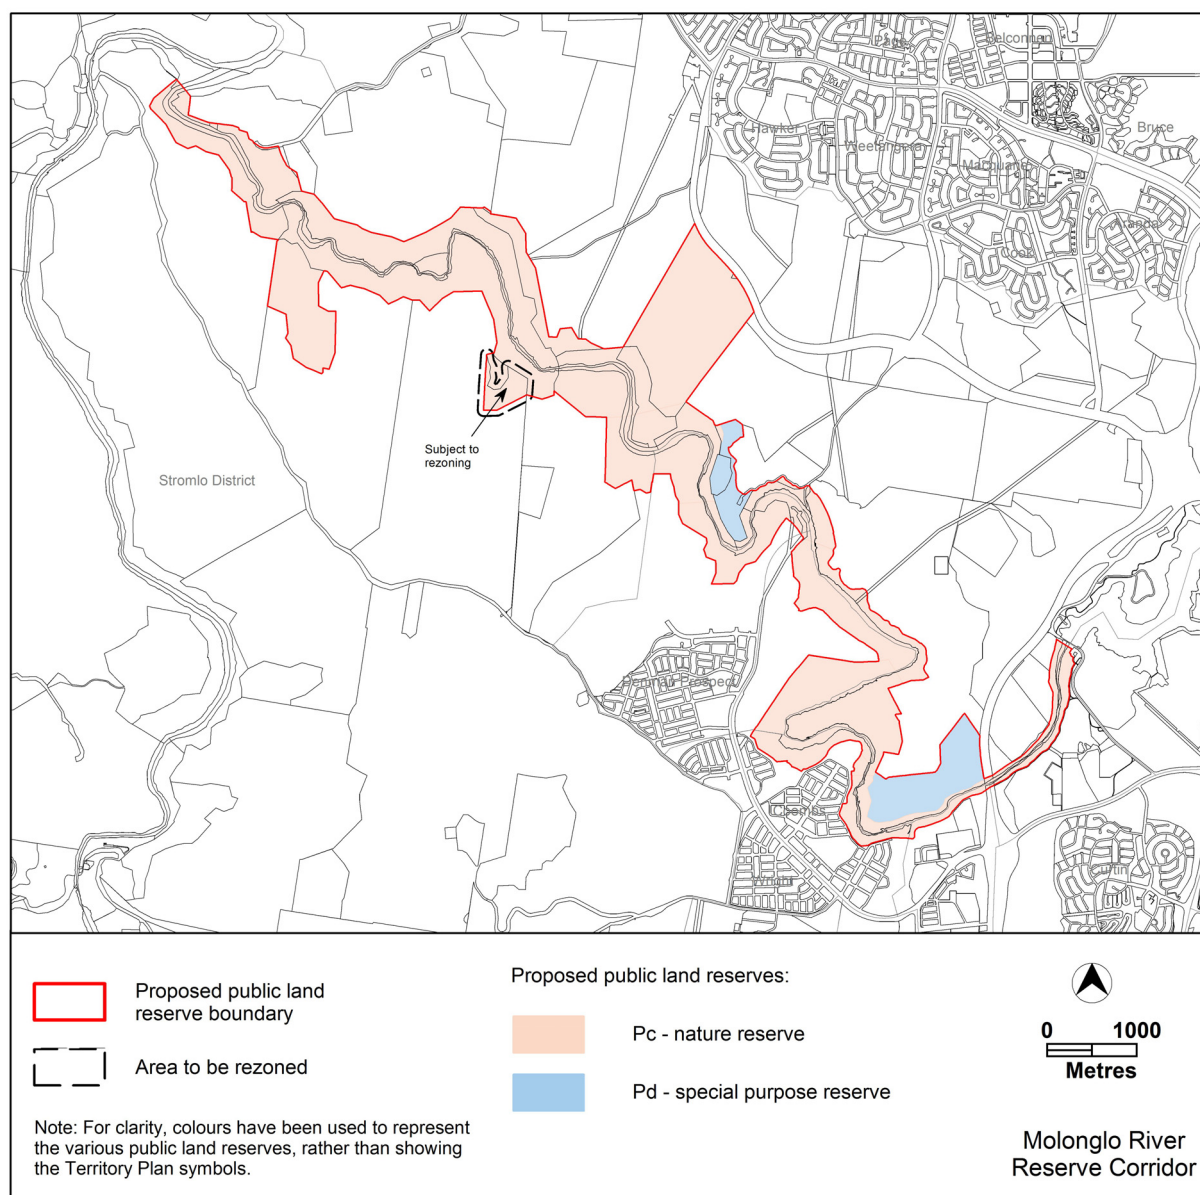 Page
Belconnen
Hawker
Bruce
Weetangera
Macquarie
Aranda
Cook
Subject to
rezoning
Stromlo District
Denman Prospect
Coombs
Wright
Curtin
Proposed public land
reserve boundary
Area to be rezoned
Note: For clarity, colours have been used to represent
the various public land reserves, rather than showing
the Territory Plan symbols.
Proposed public land reserves:
Pc - nature reserve
Pd - special purpose reserve
0 1000
Metres
Molonglo River
Reserve Corridor